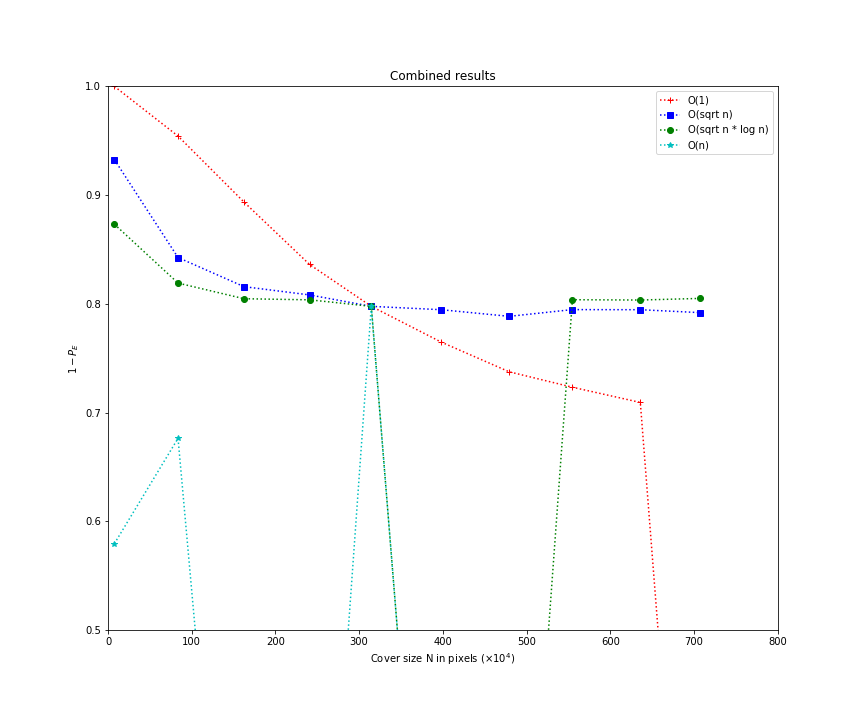 Combined results
1.0
0.9
0.8
0.7
0.6
0.5
1 − P_E
O(1)
O(sqrt n)
O(sqrt n * log n)
O(n)
0 100 200 300 400 500 600 700 800
Cover size N in pixels (×10⁴)